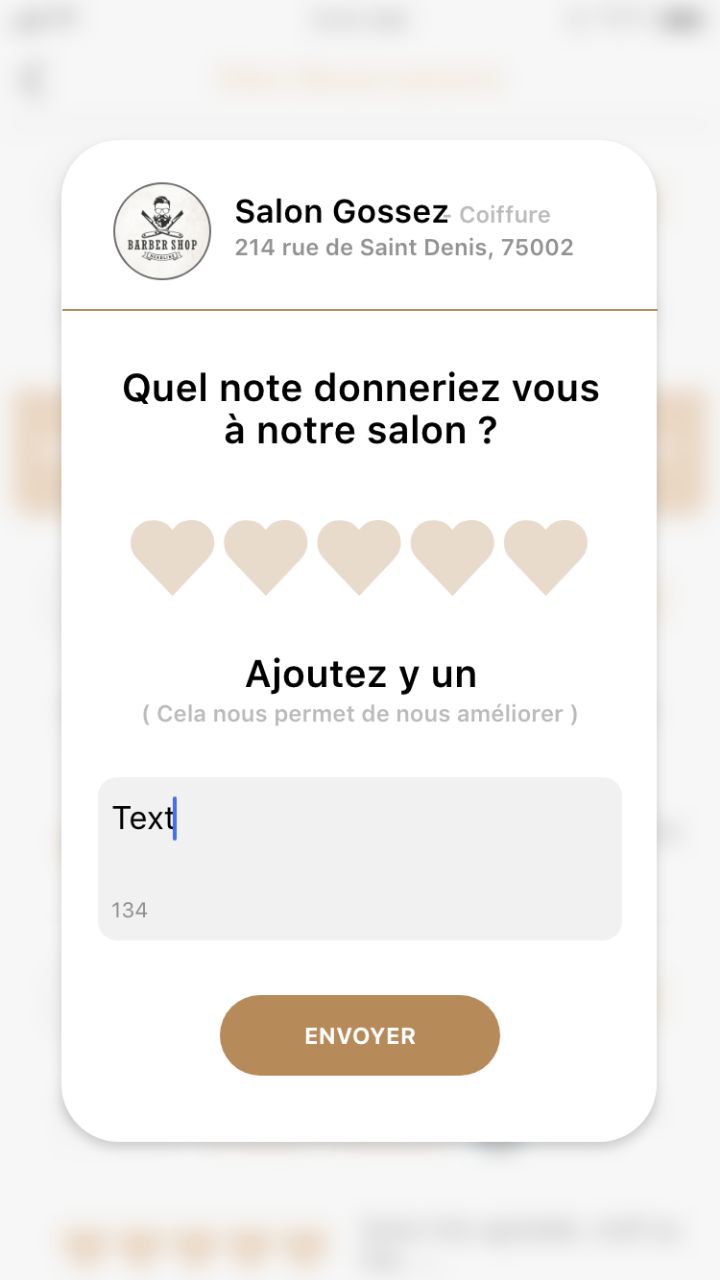 BARBER SHOP
Salon Gossez - Coiffure
214 rue de Saint Denis, 75002
Quel note donneriez vous
à notre salon ?
Ajoutez y un
( Cela nous permet de nous améliorer )
Text
134
ENVOYER